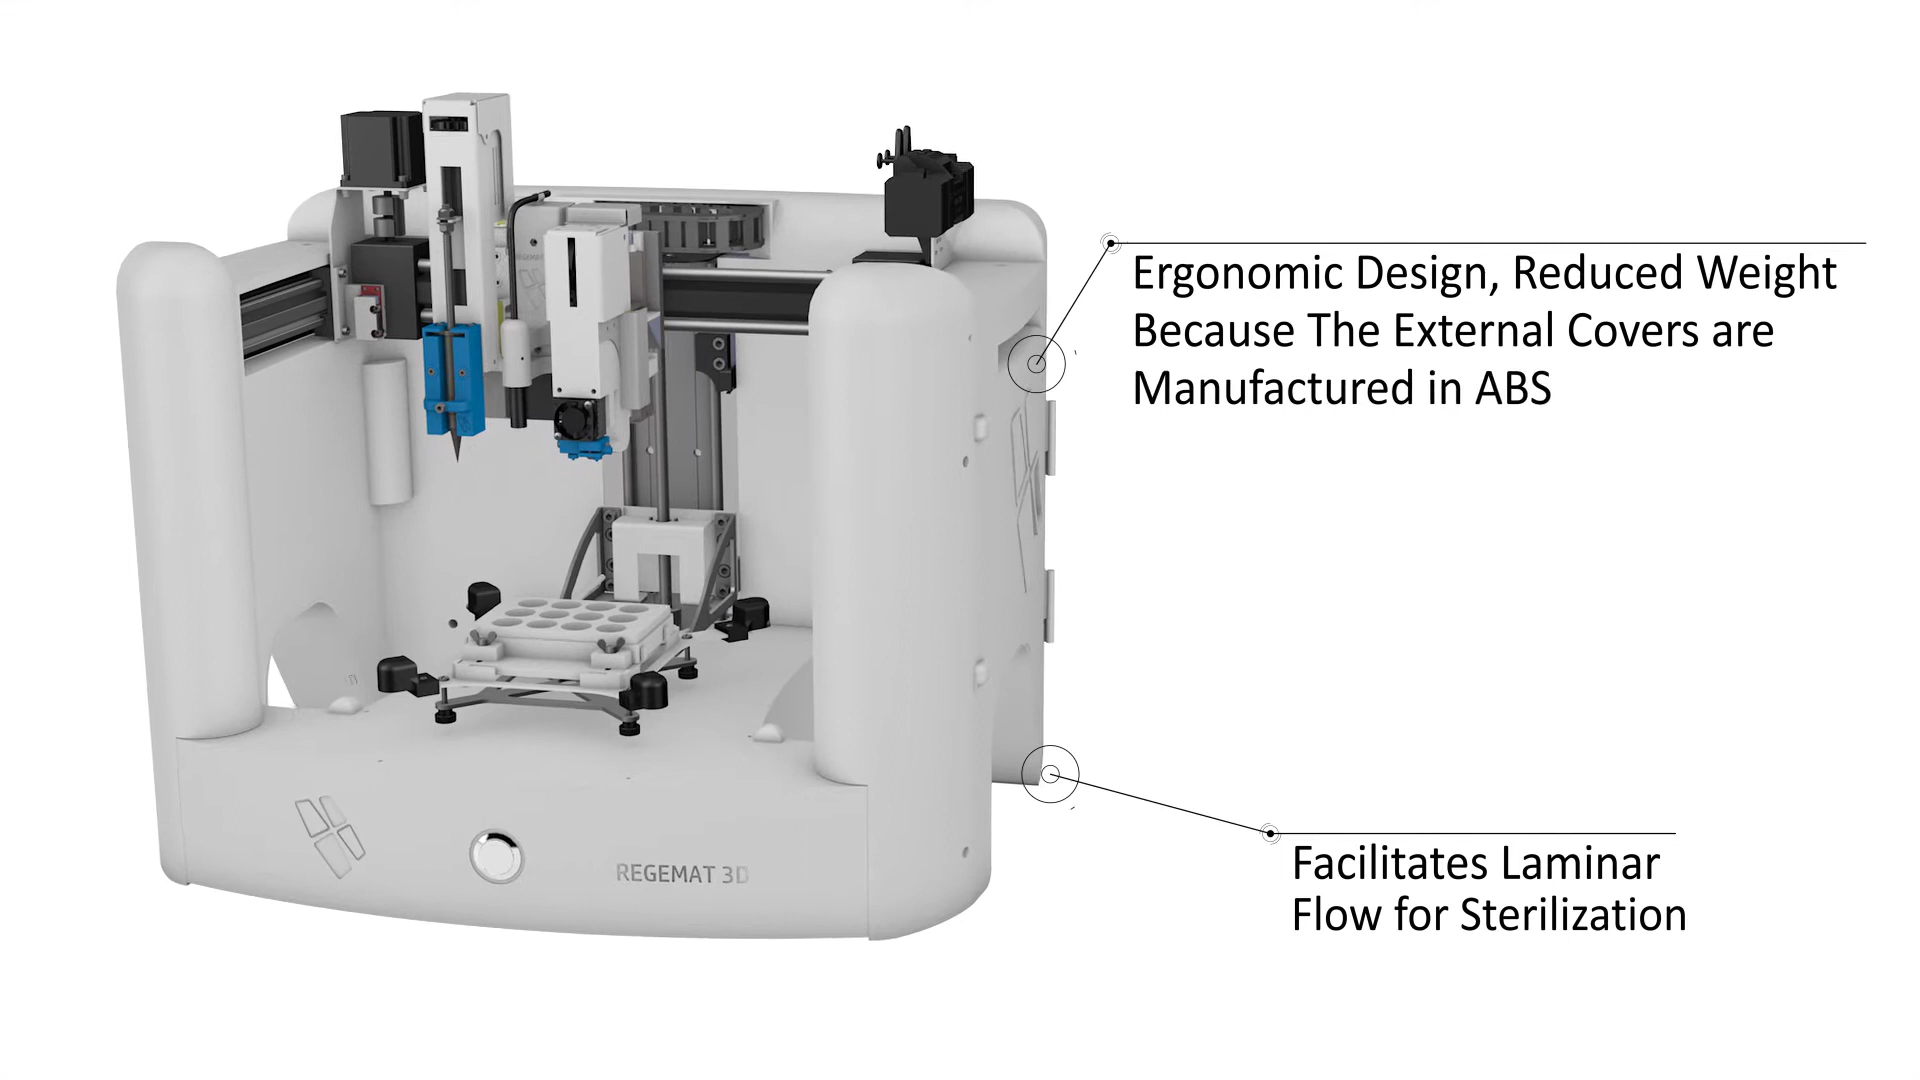 Ergonomic Design, Reduced Weight
Because The External Covers are
Manufactured in ABS
REGEMAT 3D
Facilitates Laminar
Flow for Sterilization